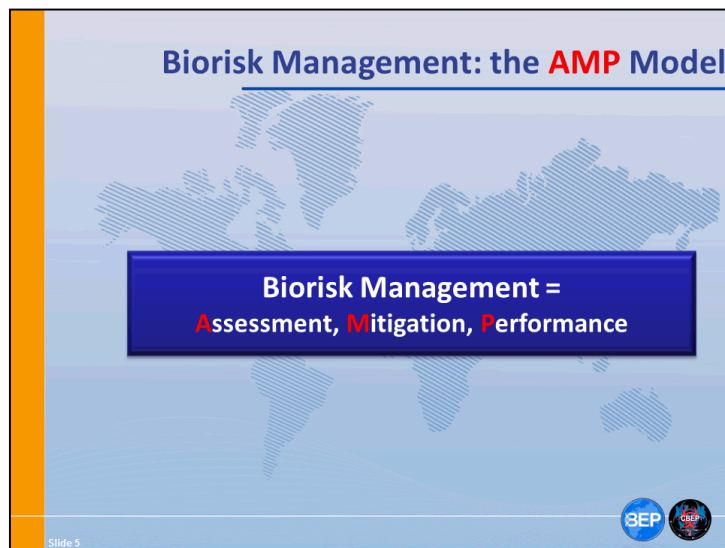 Biorisk Management: the AMP Model
Biorisk Management =
Assessment, Mitigation, Performance
BEP
CBEP
Slide 5